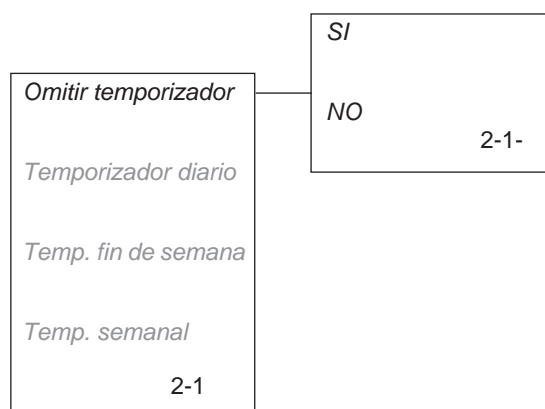 SI
NO
2-1-
Omitir temporizador
Temporizador diario
Temp. fin de semana
Temp. semanal
2-1